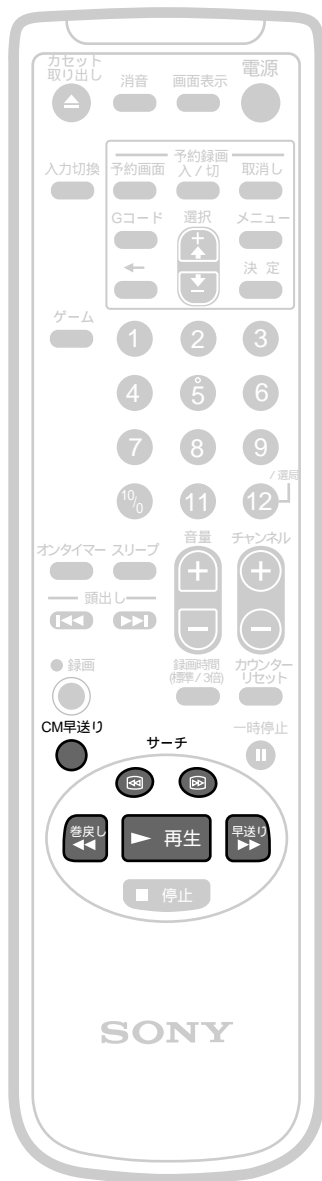 カセット
取り出し
消音
画面表示
電源
予約録画
入力切換
予約画面
入 / 切
取消し
Gコード
選択
メニュー
決 定
ゲーム
1
2
3
4
5
6
7
8
9
/ 選局
10/0
11
12
オンタイマー
スリープ
音量
チャンネル
頭出し
● 録画
録画時間
(標準 / 3倍)
カウンター
リセット
CM早送り
サーチ
一時停止
巻戻し
再生
早送り
停止
SONY